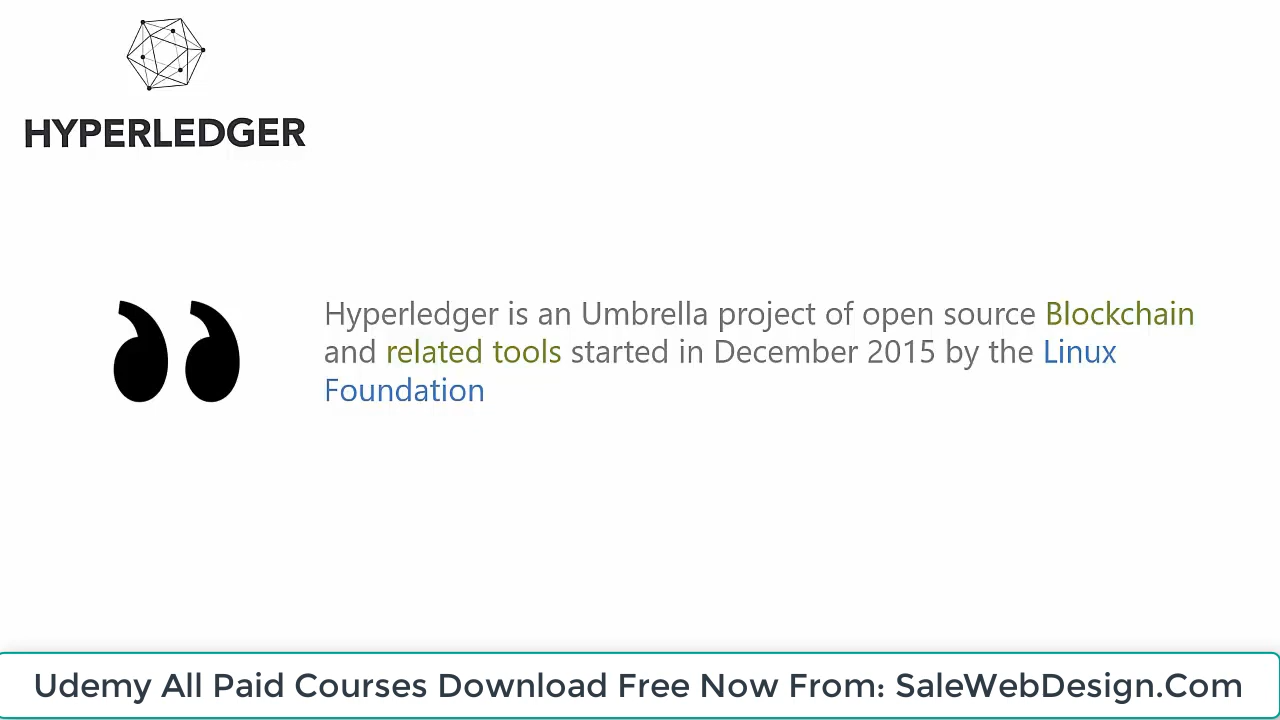 HYPERLEDGER
Hyperledger is an Umbrella project of open source Blockchain
and related tools started in December 2015 by the Linux
Foundation
Udemy All Paid Courses Download Free Now From: SaleWebDesign.Com